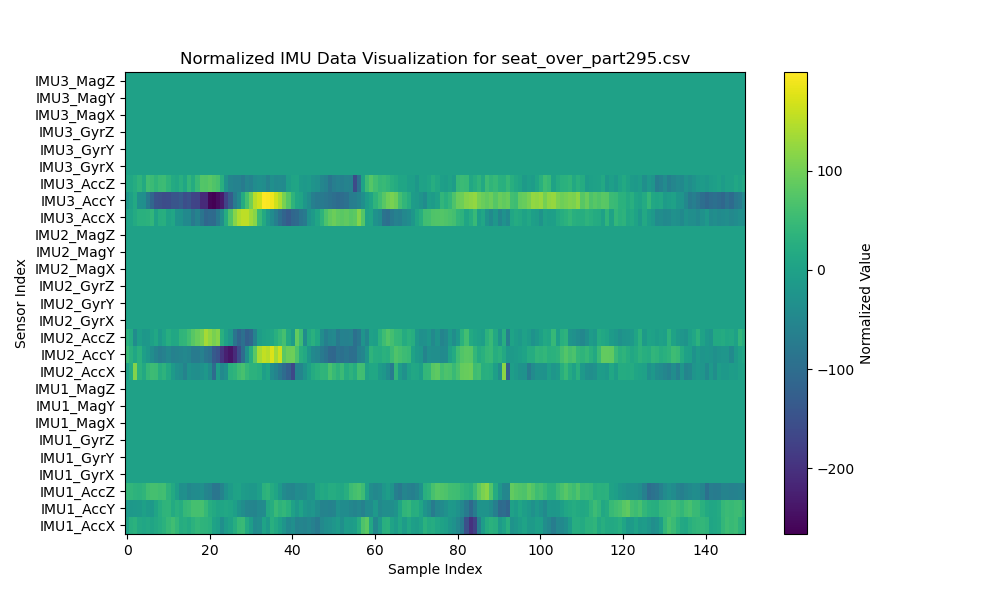 Normalized IMU Data Visualization for seat_over_part295.csv
IMU3_MagZ
IMU3_MagY
IMU3_MagX
IMU3_GyrZ
IMU3_GyrY
IMU3_GyrX
IMU3_AccZ
IMU3_AccY
IMU3_AccX
IMU2_MagZ
IMU2_MagY
IMU2_MagX
IMU2_GyrZ
IMU2_GyrY
IMU2_GyrX
IMU2_AccZ
IMU2_AccY
IMU2_AccX
IMU1_MagZ
IMU1_MagY
IMU1_MagX
IMU1_GyrZ
IMU1_GyrY
IMU1_GyrX
IMU1_AccZ
IMU1_AccY
IMU1_AccX
Sensor Index
0 20 40 60 80 100 120 140
Sample Index
100
0
−100
−200
Normalized Value